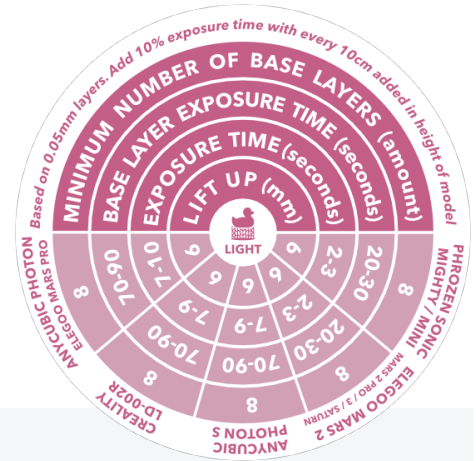 Based on 0.05mm layers. Add 10% exposure time with every 10cm added in height of model
MINIMUM NUMBER OF BASE LAYERS (amount)
BASE LAYER EXPOSURE TIME (seconds)
EXPOSURE TIME (seconds)
LIFT UP (mm)
LIGHT
ANYCUBIC PHOTON
ELEGOO MARS PRO
8
70-90
7-10
6
CREALITY
LD-002R
8
70-90
7-9
6
ANYCUBIC
PHOTON S
8
70-90
7-9
6
ELEGOO MARS 2
MARS 2 PRO / 3 / SATURN
8
20-30
2-3
6
PHROZEN SONIC
MIGHTY / MINI
8
20-30
2-3
6